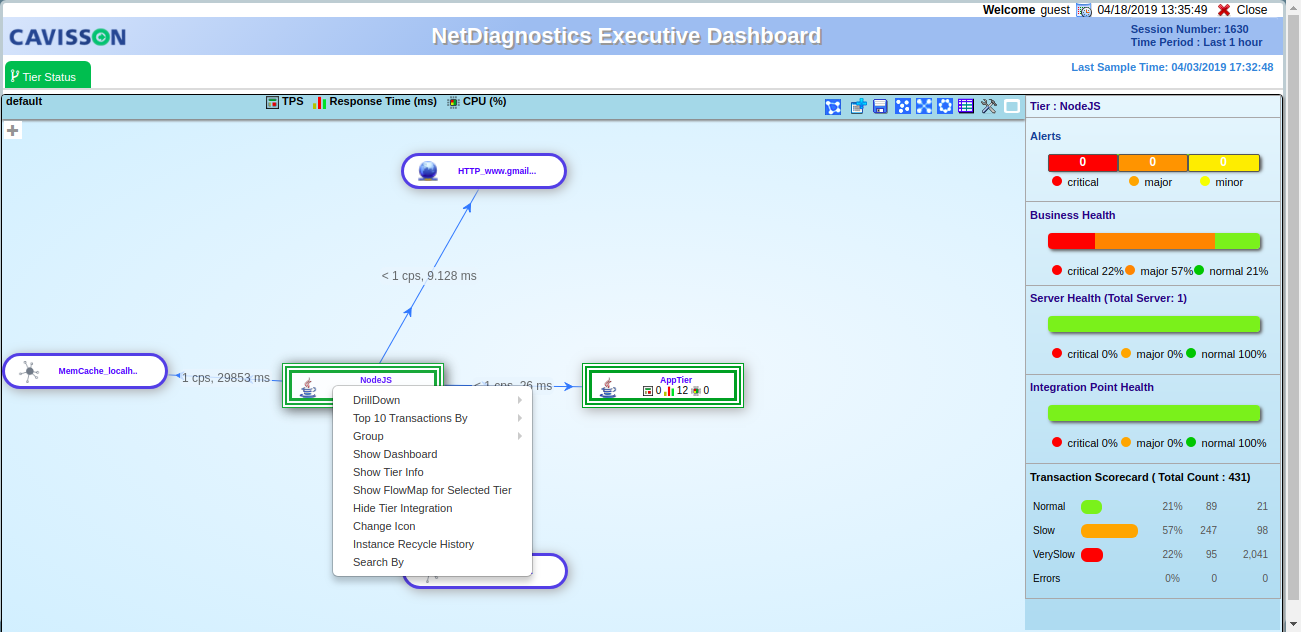 Welcome guest 04/18/2019 13:35:49 Close
CAVISSON
NetDiagnostics Executive Dashboard
Session Number: 1630
Time Period : Last 1 hour
Tier Status
Last Sample Time: 04/03/2019 17:32:48
default
TPS Response Time (ms) CPU (%)
HTTP_www.gmail...
< 1 cps, 9.128 ms
MemCache_localh..
1 cps, 29853 ms
NodeJS
< 1 cps, 26 ms
AppTier
0 12 0
DrillDown
Top 10 Transactions By
Group
Show Dashboard
Show Tier Info
Show FlowMap for Selected Tier
Hide Tier Integration
Change Icon
Instance Recycle History
Search By
Tier : NodeJS
Alerts
0 0 0
critical major minor
Business Health
critical 22% major 57% normal 21%
Server Health (Total Server: 1)
critical 0% major 0% normal 100%
Integration Point Health
critical 0% major 0% normal 100%
Transaction Scorecard ( Total Count : 431)
Normal 21% 89 21
Slow 57% 247 98
VerySlow 22% 95 2,041
Errors 0% 0 0